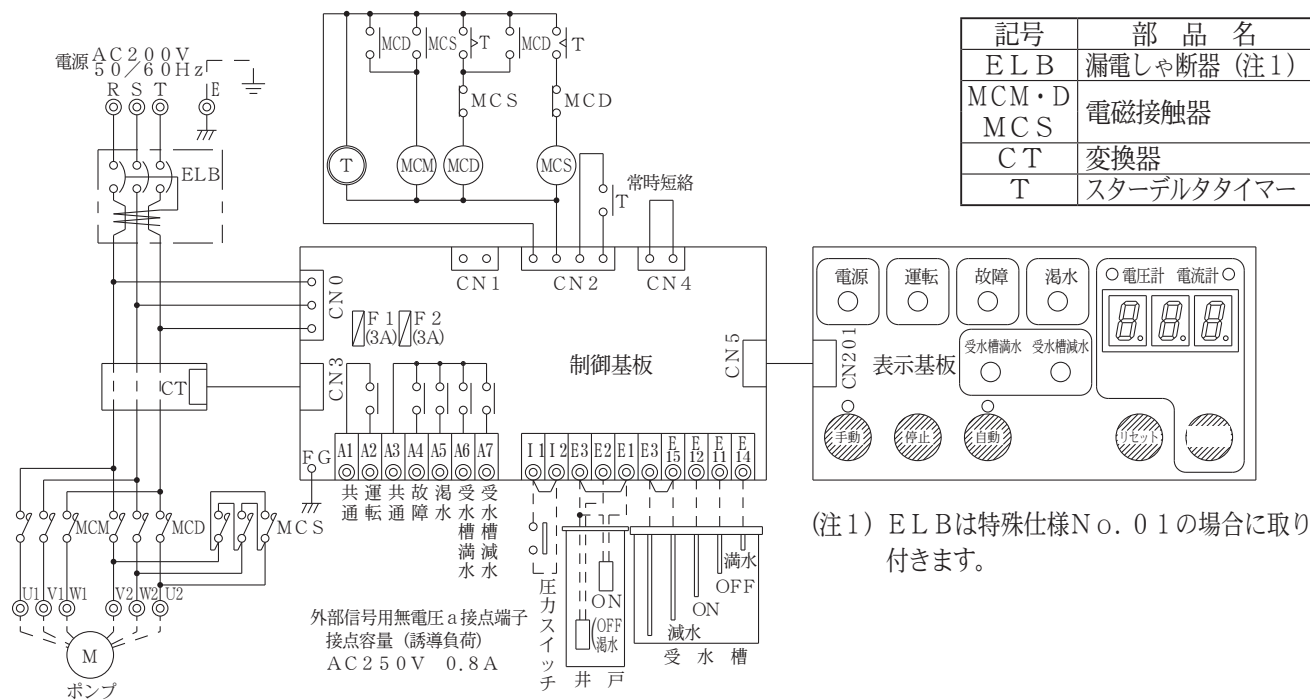 電源 AC200V
50/60Hz
R S T E
ELB
MCD MCS T MCD T
MCS MCD
T MCM MCD MCS
T
常時短絡
CN1 CN2 CN4
CN0
F1 F2
(3A) (3A)
CN3
CT
制御基板
CN5
FG
A1 A2 A3 A4 A5 A6 A7
共通
運転
共通
故障
渇水
受水槽満水
受水槽減水
I1 I2 E3 E2 E1 E3 E15 E12 E11 E14
MCM MCD MCS
U1 V1 W1 V2 W2 U2
M
ポンプ
外部信号用無電圧a接点端子
接点容量(誘導負荷)
AC250V 0.8A
圧力スイッチ
ON
(OFF
渇水
井戸
満水
OFF
ON
減水
受水槽
記号 部品名
ELB 漏電しゃ断器(注1)
MCM・D
MCS
電磁接触器
CT 変換器
T スターデルタタイマー
電源 運転 故障 渇水
電圧計 電流計
8.8.8.
受水槽満水 受水槽減水
CN201
表示基板
手動 停止 自動 リセット
(注1) ELBは特殊仕様No.01の場合に取り
付きます。